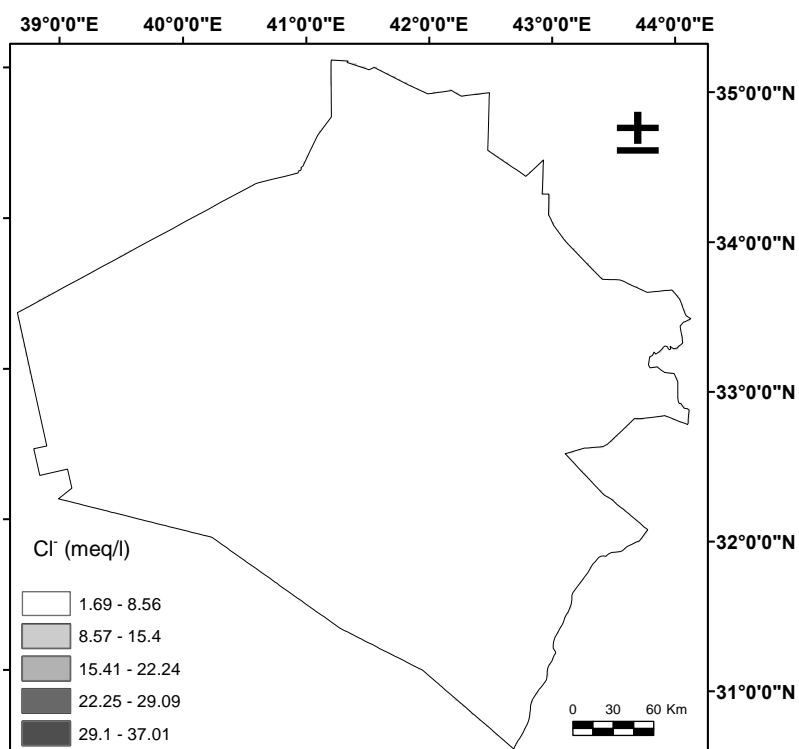 39°0'0"E 40°0'0"E 41°0'0"E 42°0'0"E 43°0'0"E 44°0'0"E
35°0'0"N
34°0'0"N
33°0'0"N
32°0'0"N
31°0'0"N
Cl⁻ (meq/l)
1.69 - 8.56
8.57 - 15.4
15.41 - 22.24
22.25 - 29.09
29.1 - 37.01
0 30 60 Km